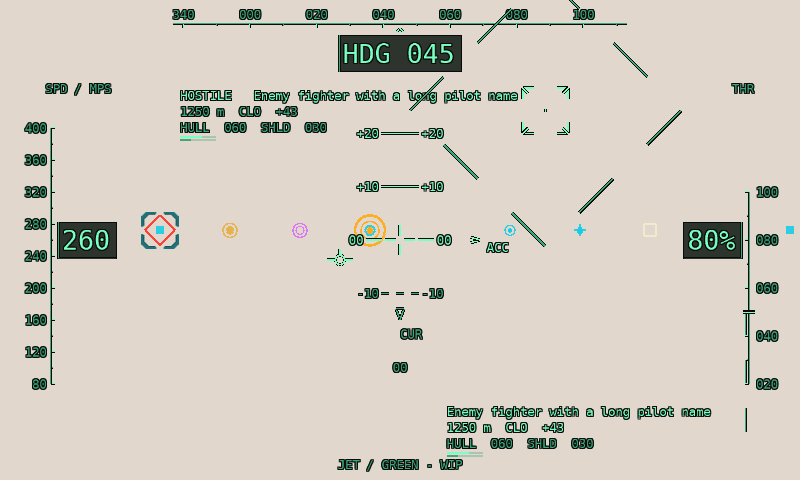 340 000 020 040 060 080 100
HDG 045
SPD / MPS
THR
HOSTILE Enemy fighter with a long pilot name
1250 m CLO +43
HULL 060 SHLD 030
+20 +20
+10 +10
00 00
-10 -10
400
360
320
280
240
200
160
120
80
260
ACC
CUR
00
100
080
060
040
020
80%
Enemy fighter with a long pilot name
1250 m CLO +43
HULL 060 SHLD 030
JET / GREEN - WIP